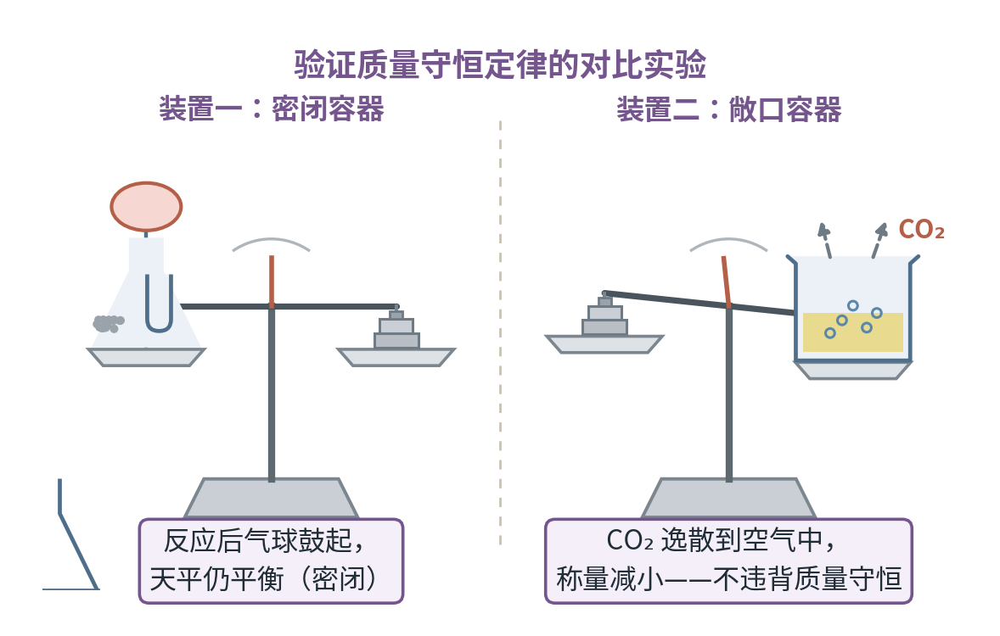 验证质量守恒定律的对比实验
装置一：密闭容器
装置二：敞口容器
CO₂
反应后气球鼓起，
天平仍平衡（密闭）
CO₂ 逸散到空气中，
称量减小——不违背质量守恒